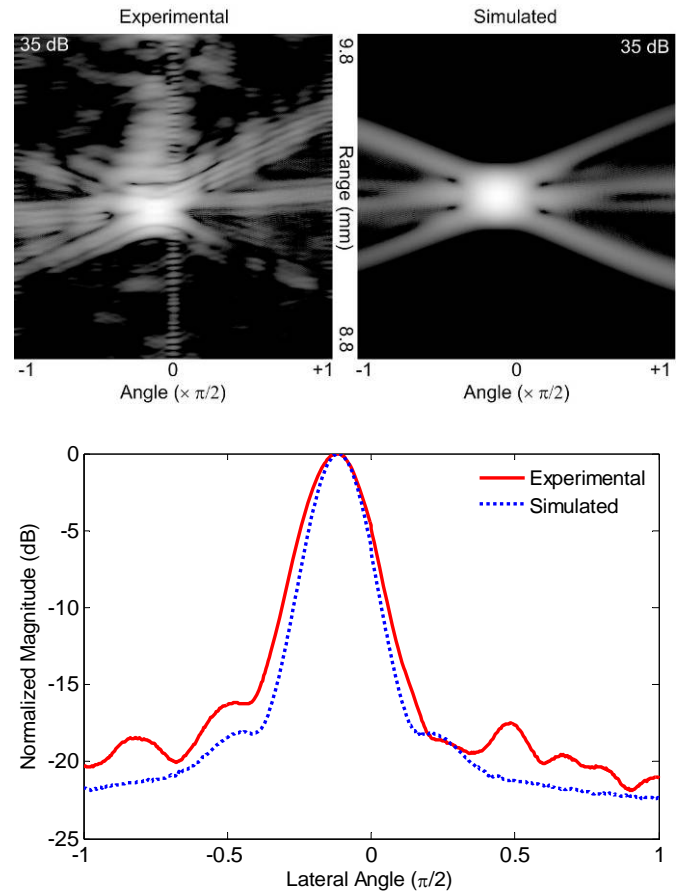 Experimental
Simulated
35 dB
35 dB
9.8
Range (mm)
8.8
-1
0
+1
-1
0
+1
Angle (× π/2)
Angle (× π/2)
0
-5
-10
-15
-20
-25
Normalized Magnitude (dB)
Experimental
Simulated
-1
-0.5
0
0.5
1
Lateral Angle (π/2)